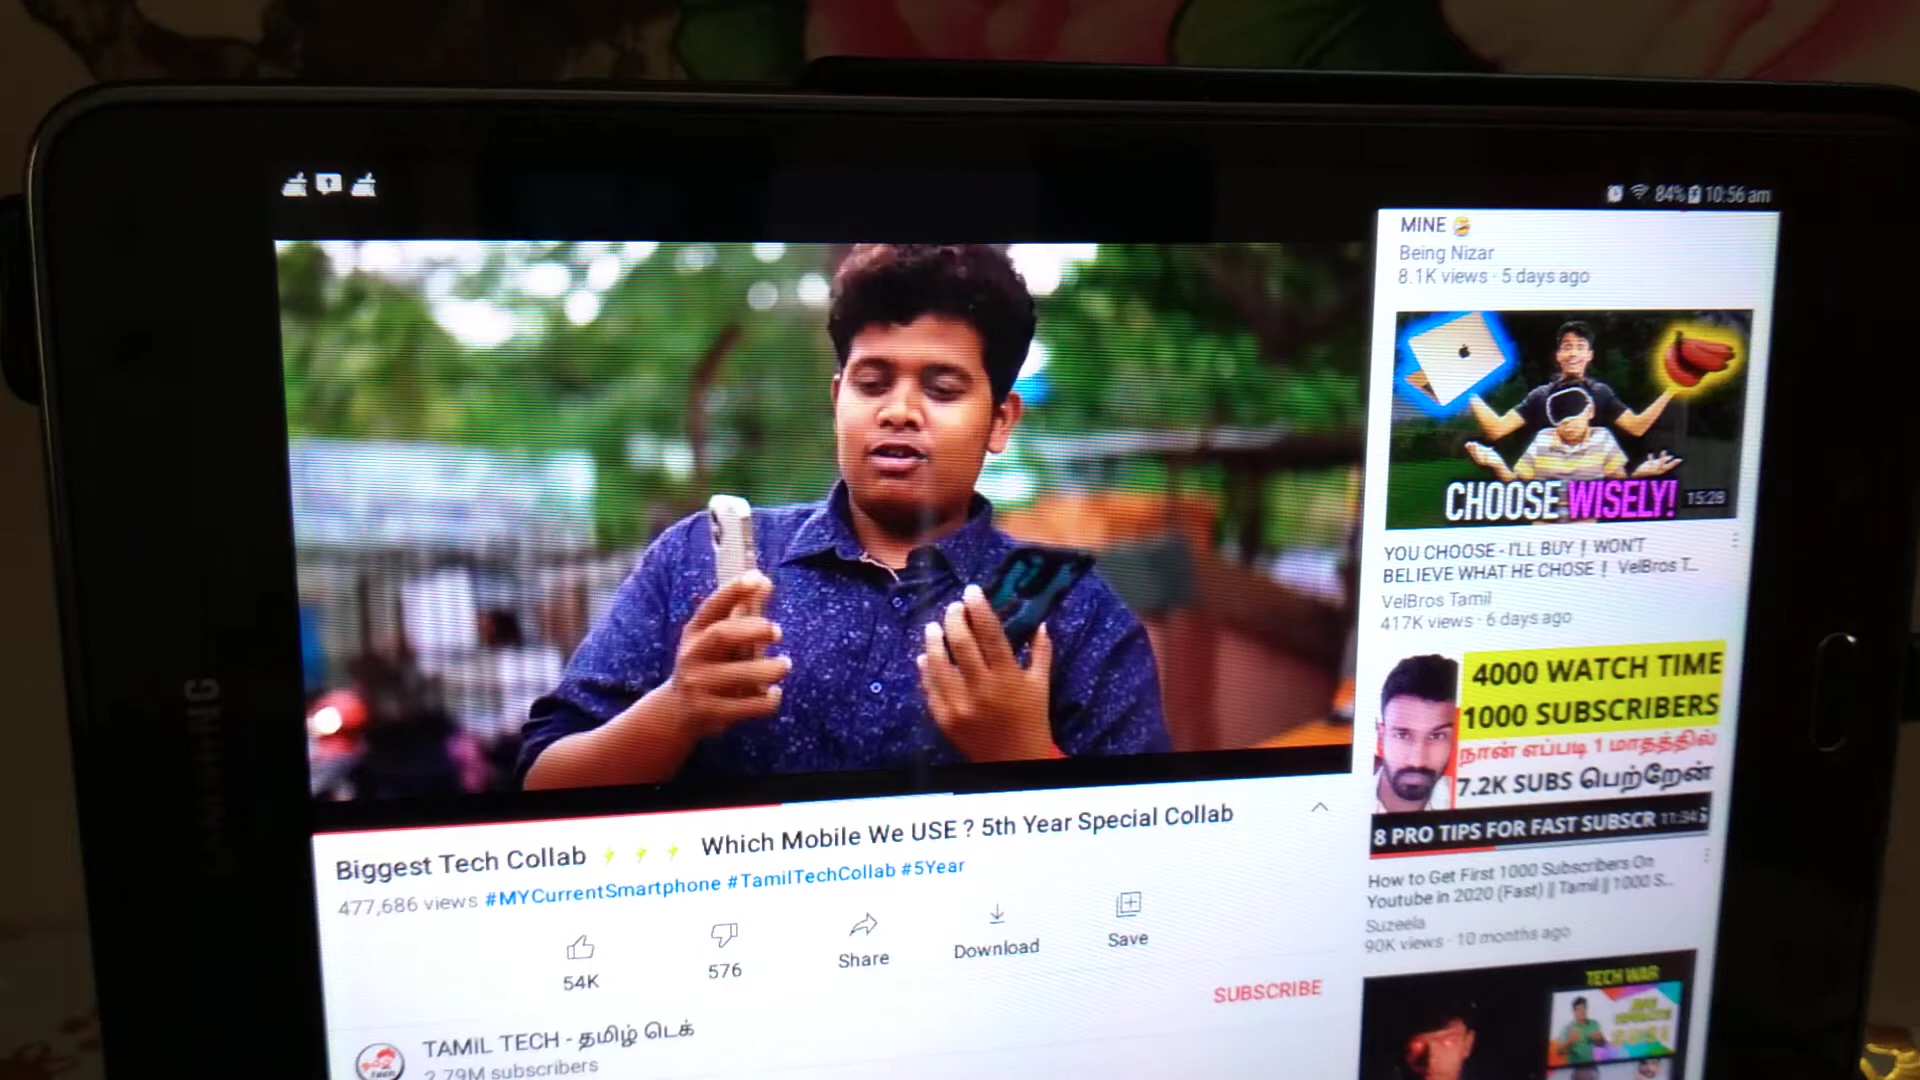 84% 10:56 am
SAMSUNG
Biggest Tech Collab ⚡⚡⚡ Which Mobile We USE ? 5th Year Special Collab
477,686 views #MYCurrentSmartphone #TamilTechCollab #5Year
54K
576
Share
Download
Save
SUBSCRIBE
TAMIL TECH - தமிழ் டெக்
2.79M subscribers
MINE
Being Nizar
8.1K views · 5 days ago
CHOOSE WISELY!
15:28
YOU CHOOSE - I'LL BUY ! WON'T
BELIEVE WHAT HE CHOSE ! VelBros T...
VelBros Tamil
417K views · 6 days ago
4000 WATCH TIME
1000 SUBSCRIBERS
நான் எப்படி 1 மாதத்தில்
7.2K SUBS பெற்றேன்
8 PRO TIPS FOR FAST SUBSCR
11:34
How to Get First 1000 Subscribers On
Youtube in 2020 (Fast) || Tamil || 1000 S...
Suzeela
90K views · 10 months ago
TECH WAR